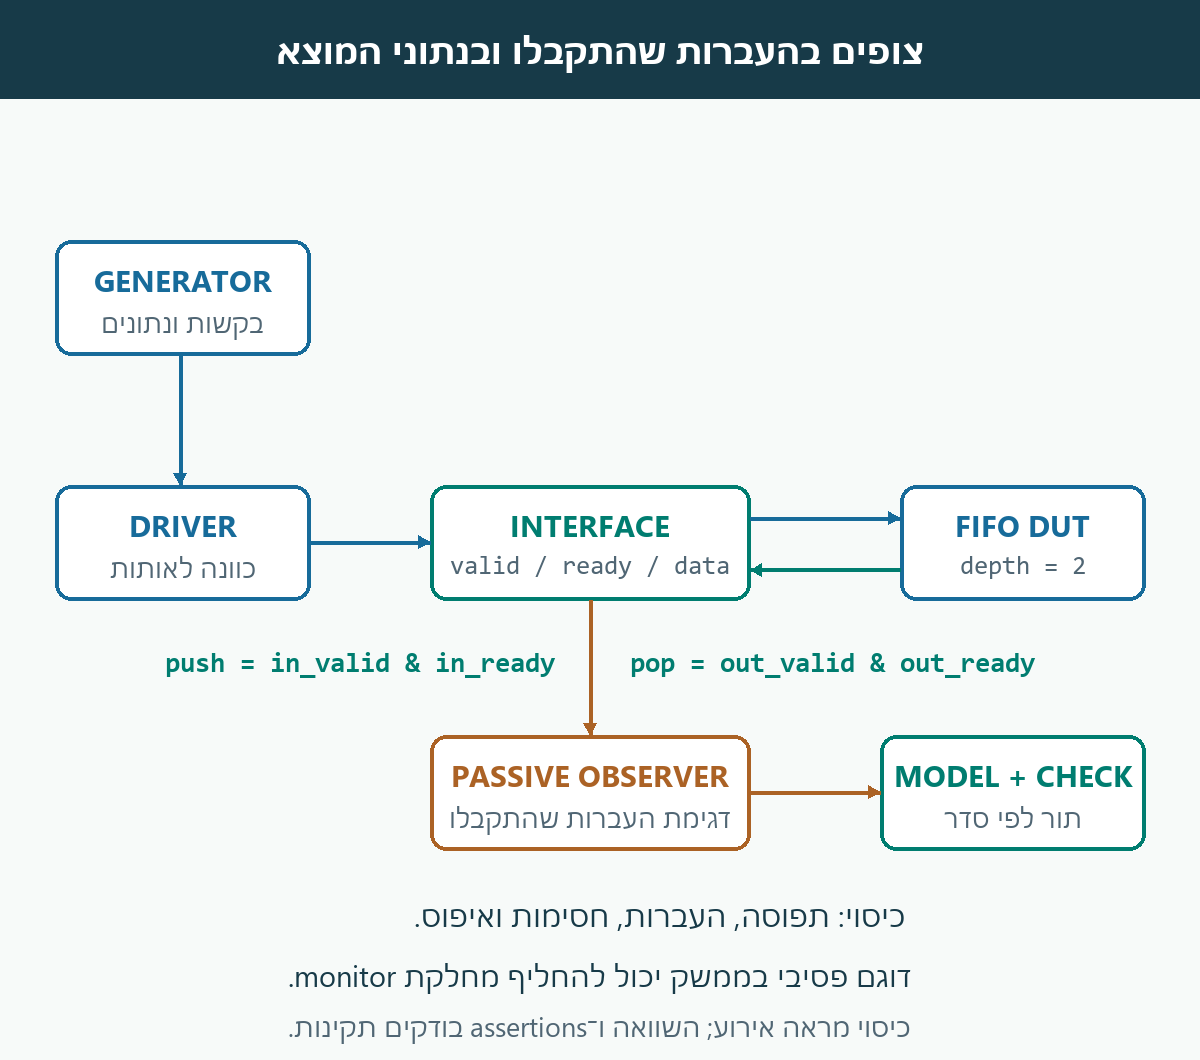 צופים בהעברות שהתקבלו ובנתוני המוצא
GENERATOR
בקשות ונתונים
DRIVER
כוונה לאותות
INTERFACE
valid / ready / data
FIFO DUT
depth = 2
push = in_valid & in_ready
pop = out_valid & out_ready
PASSIVE OBSERVER
דגימת העברות שהתקבלו
MODEL + CHECK
תור לפי סדר
כיסוי: תפוסה, העברות, חסימות ואיפוס.
דוגם פסיבי בממשק יכול להחליף מחלקת monitor.
כיסוי מראה אירוע; השוואה ו־assertions בודקים תקינות.